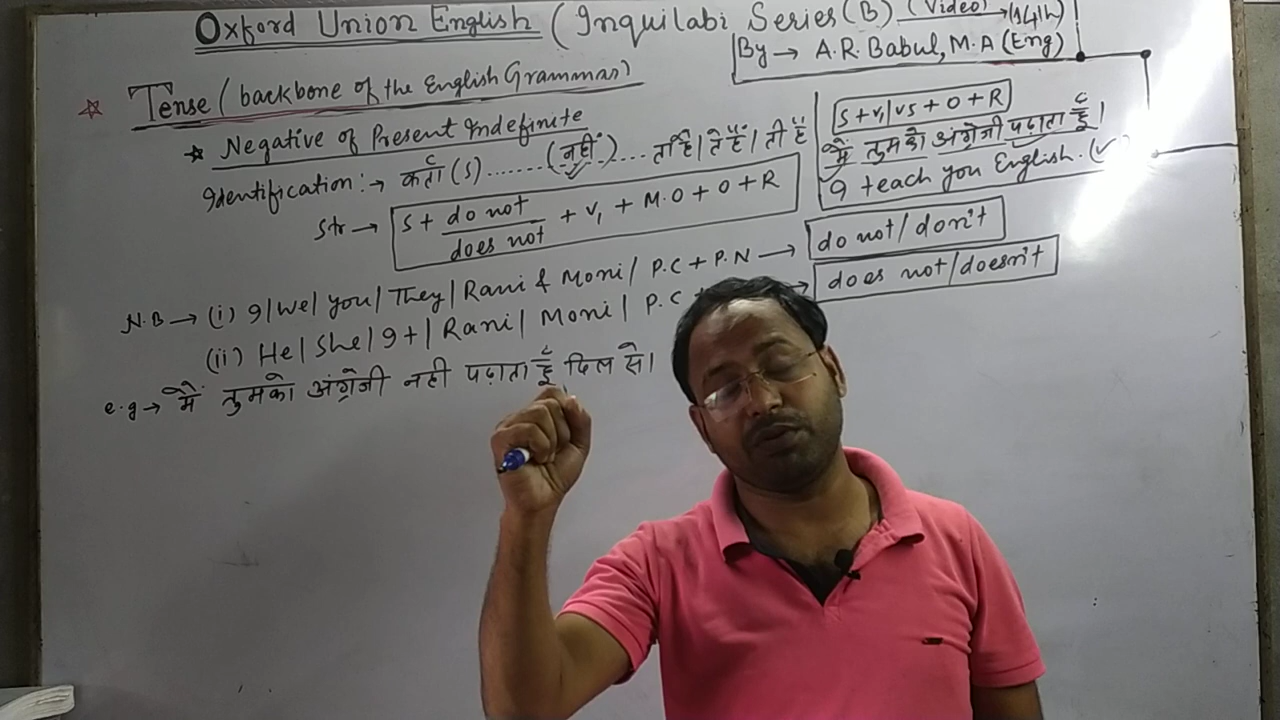 Oxford Union English (Inquilabi Series (B) (Video) → (14th)
By → A.R. Babul, M.A (Eng)
Tense (backbone of the English Grammar)
* Negative of Present Indefinite
Identification :→ कर्ता (S) ....... (नहीं) ...... ता है। ते हैं। ती है
Str → S + do not / does not + V1 + M.O + O + R
S + V1/V5 + O + R
मैं तुमको अंग्रेजी पढ़ाता हूँ।
I teach you English. (✓)
N.B → (i) I/We/You/They/Rani & Moni/P.C + P.N → do not/don't
(ii) He/She/It/Rani/Moni/P.C → does not/doesn't
e.g → मैं तुमको अंग्रेजी नही पढ़ाता हूँ दिल से।